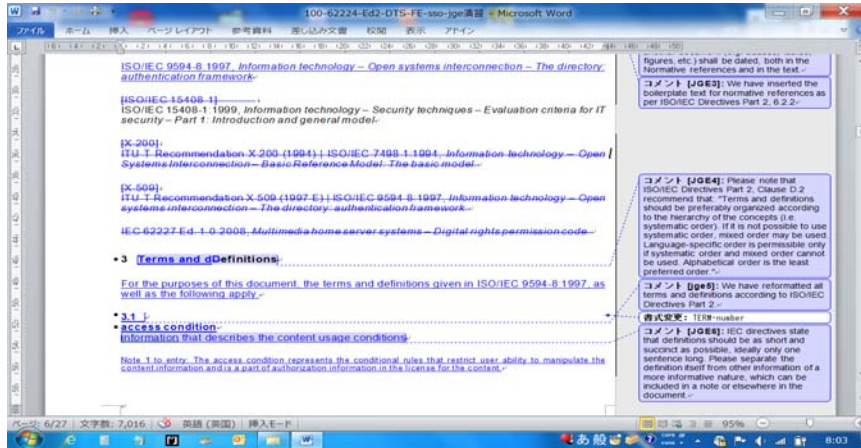 100-62224-Ed2-DTS-FE-sso-jge演習 - Microsoft Word
ファイル ホーム 挿入 ページ レイアウト 参考資料 差し込み文書 校閲 表示 アドイン
ISO/IEC 9594-8:1997, Information technology – Open systems interconnection – The directory:
authentication framework
[ISO/IEC 15408-1]
ISO/IEC 15408-1:1999, Information technology – Security techniques – Evaluation criteria for IT
security – Part 1: Introduction and general model
[X.200]
ITU-T Recommendation X.200 (1994) | ISO/IEC 7498-1:1994, Information technology – Open
Systems Interconnection – Basic Reference Model: The basic model
[X.509]
ITU-T Recommendation X.509 (1997 E) | ISO/IEC 9594-8:1997, Information technology – Open
systems interconnection – The directory: authentication framework
IEC 62227 Ed. 1.0:2008, Multimedia home server systems – Digital rights permission code
3 Terms and dDefinitions
For the purposes of this document, the terms and definitions given in ISO/IEC 9594-8:1997, as
well as the following apply
3.1
access condition
information that describes the content usage conditions
Note 1 to entry: The access condition represents the conditional rules that restrict user ability to manipulate the
content information and is a part of authorization information in the license for the content.
figures, etc.) shall be dated, both in the
Normative references and in the text.
コメント [JGE3]: We have inserted the
boilerplate text for normative references as
per ISO/IEC Directives Part 2, 6.2.2
コメント [JGE4]: Please note that
ISO/IEC Directives Part 2, Clause D.2
recommend that: "Terms and definitions
should be preferably organized according
to the hierarchy of the concepts (i.e.
systematic order). If it is not possible to use
systematic order, mixed order may be used.
Language-specific order is permissible only
if systematic order and mixed order cannot
be used. Alphabetical order is the least
preferred order."
コメント [jge5]: We have reformatted all
terms and definitions according to ISO/IEC
Directives Part 2.
書式変更: TERM-number
コメント [JGE6]: IEC directives state
that definitions should be as short and
succinct as possible, ideally only one
sentence long. Please separate the
definition itself from other information of a
more informative nature, which can be
included in a note or elsewhere in the
document.
ページ: 6/27 文字数: 7,016 英語 (英国) 挿入モード 95%
あ 般 8:03